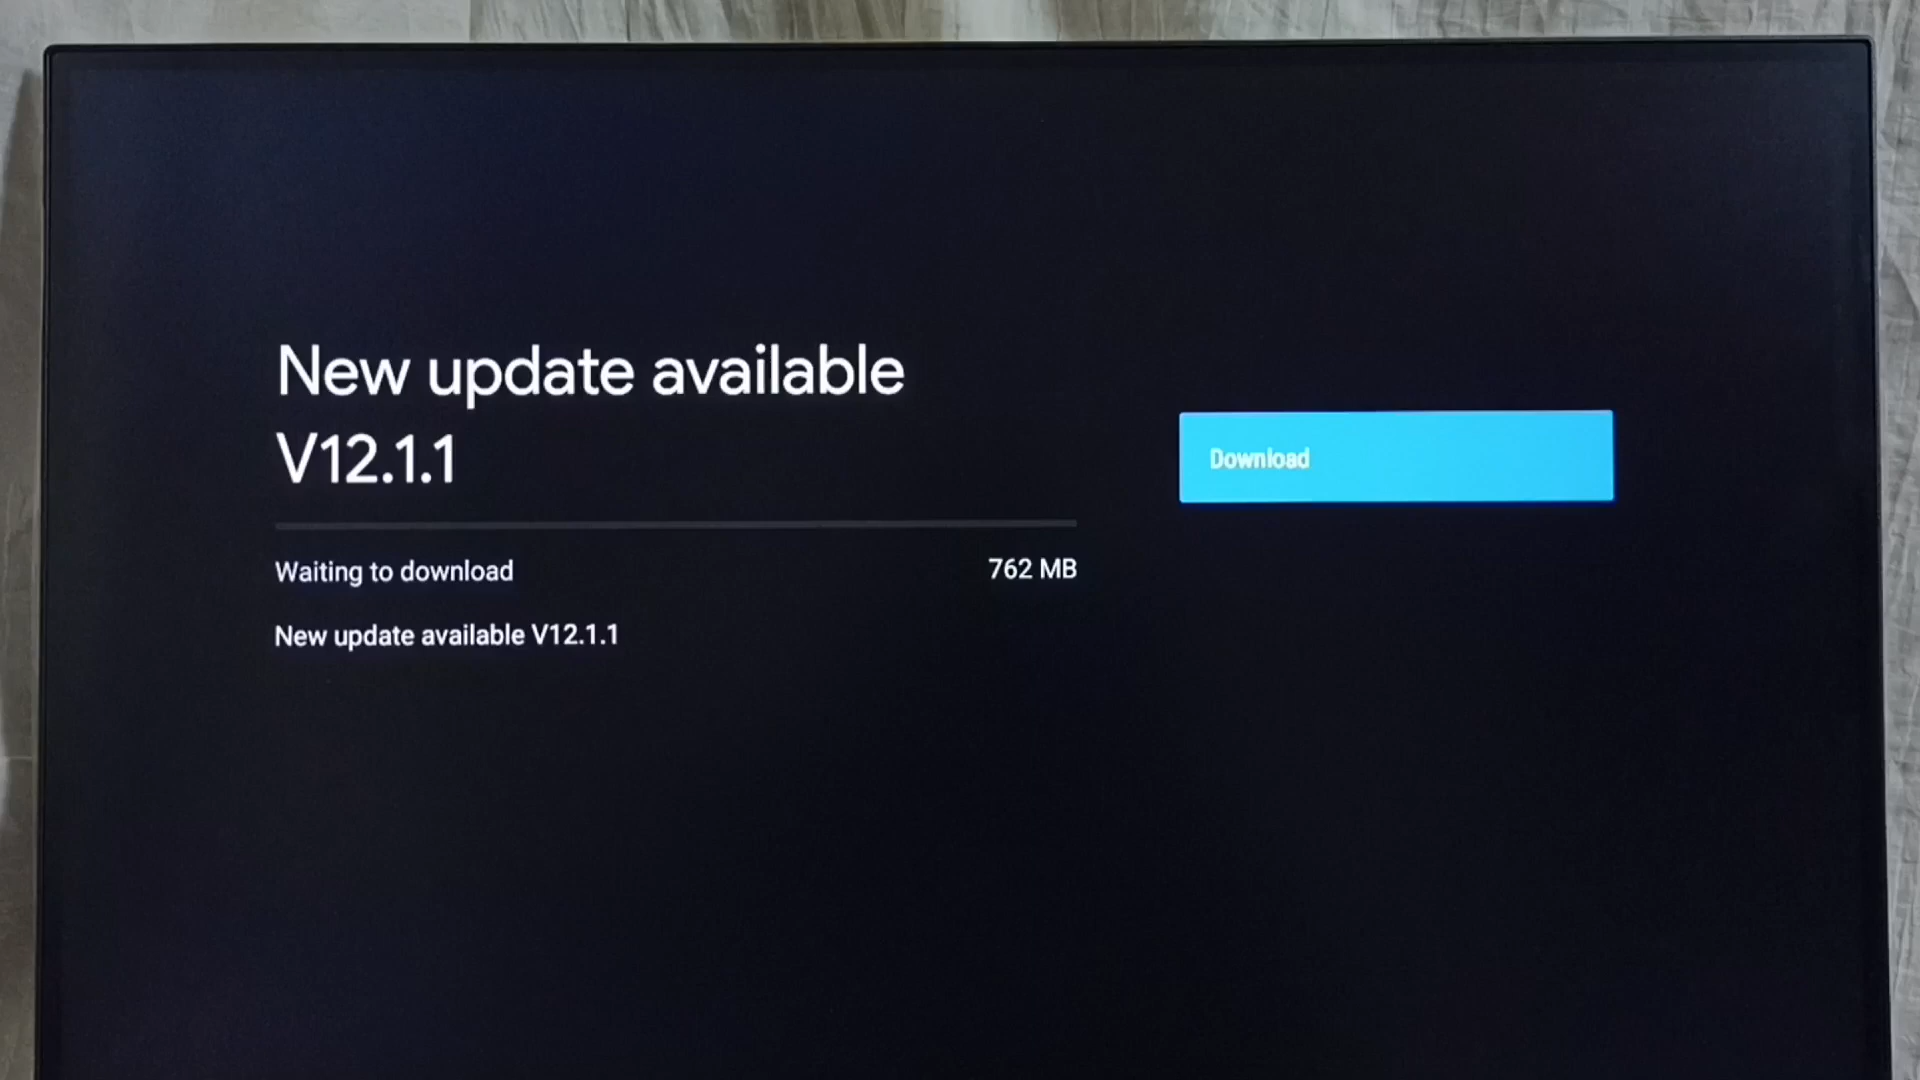 New update available
V12.1.1
Download
Waiting to download
762 MB
New update available V12.1.1